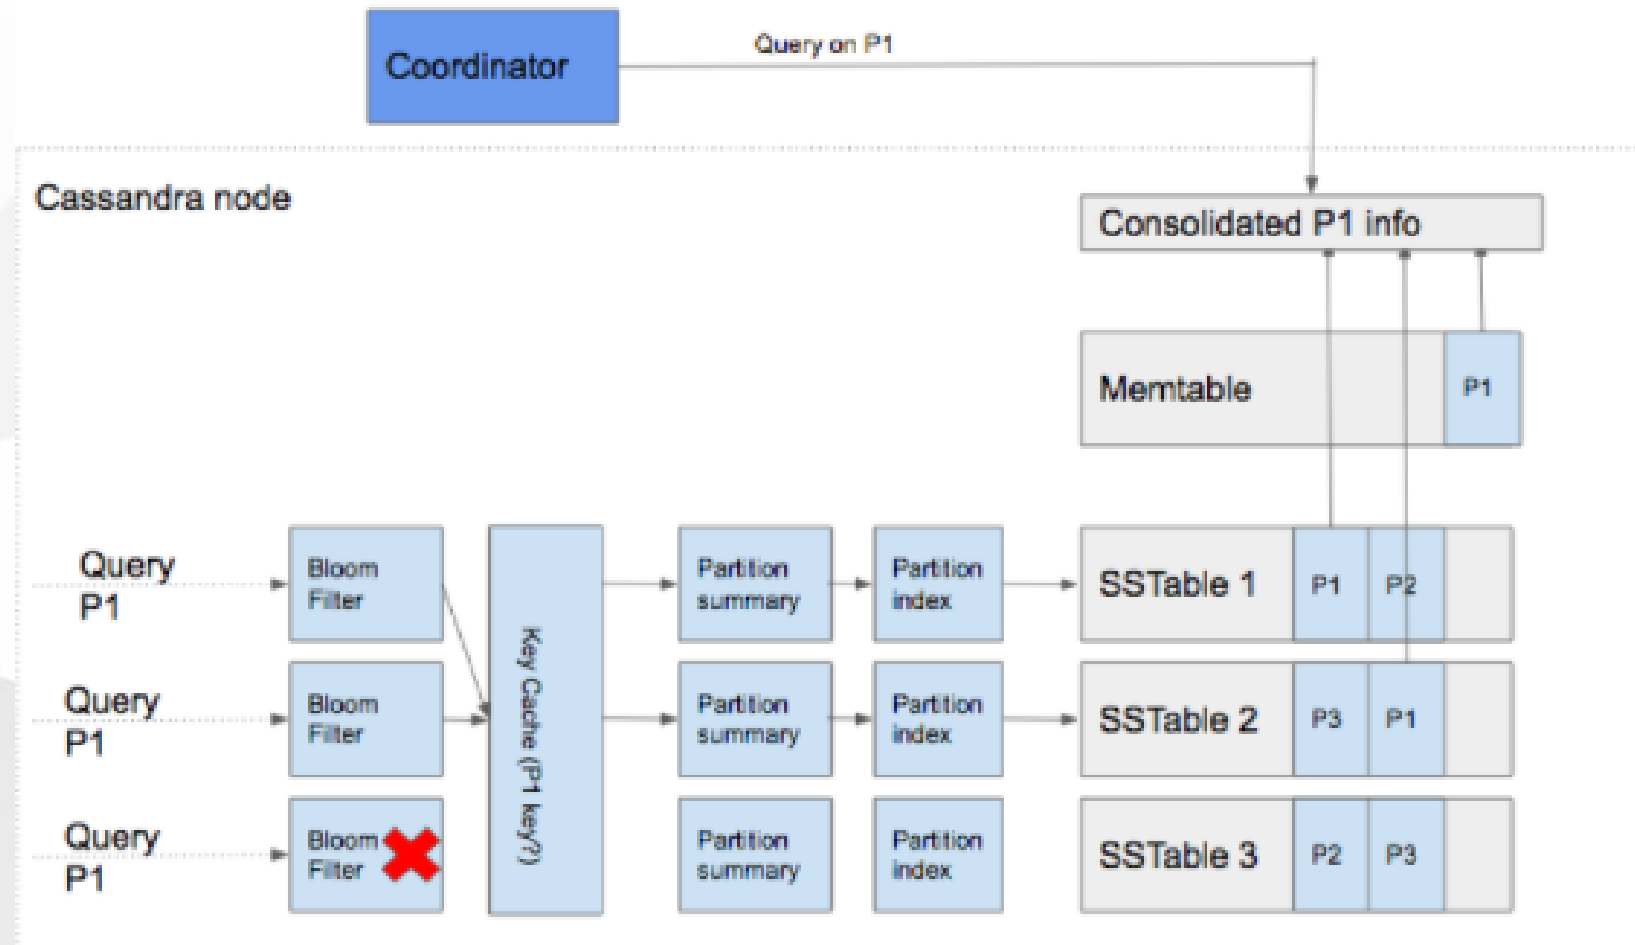 Coordinator
Query on P1
Cassandra node
Consolidated P1 info
Memtable
P1
Query
P1
Bloom
Filter
Key Cache (P1 key?)
Partition
summary
Partition
index
SSTable 1
P1
P2
Query
P1
Bloom
Filter
Partition
summary
Partition
index
SSTable 2
P3
P1
Query
P1
Bloom
Filter
Partition
summary
Partition
index
SSTable 3
P2
P3